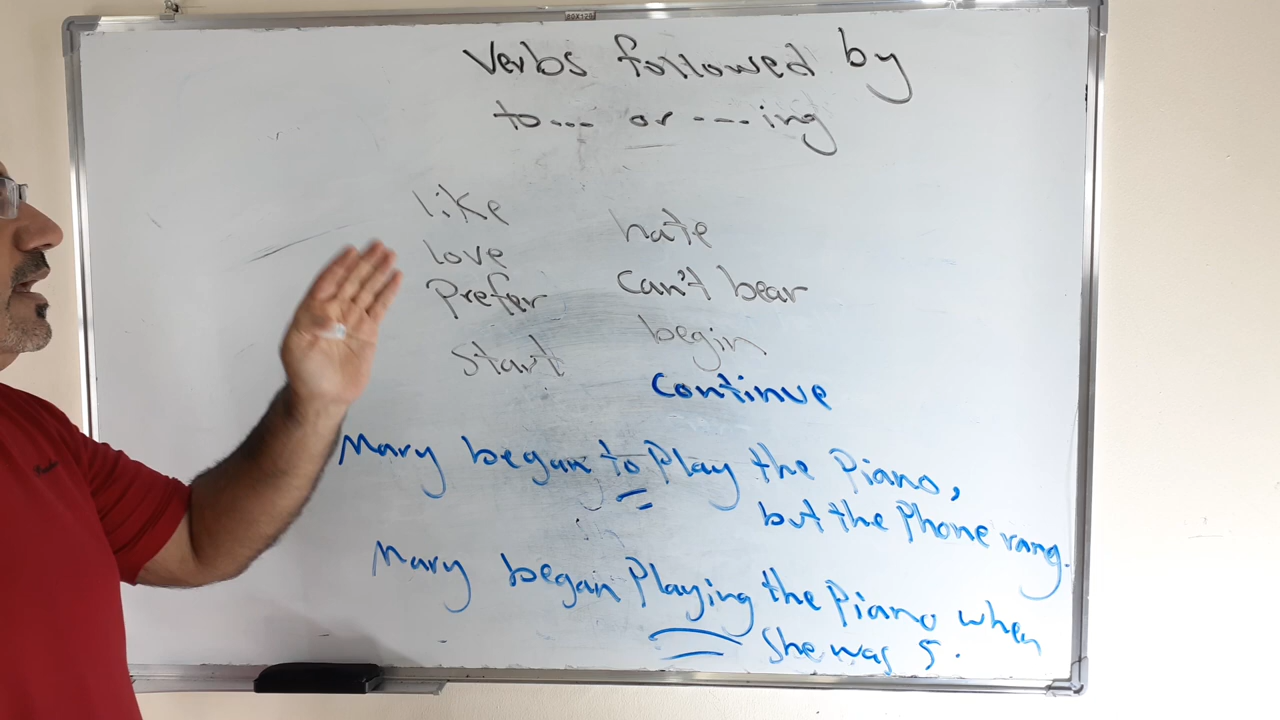 Verbs followed by
to... or ---- ing
like
love
Prefer
Start
hate
Can't bear
begin
Continue
Mary began to Play the Piano,
but the Phone rang.
Mary began Playing the Piano when
She was 5.